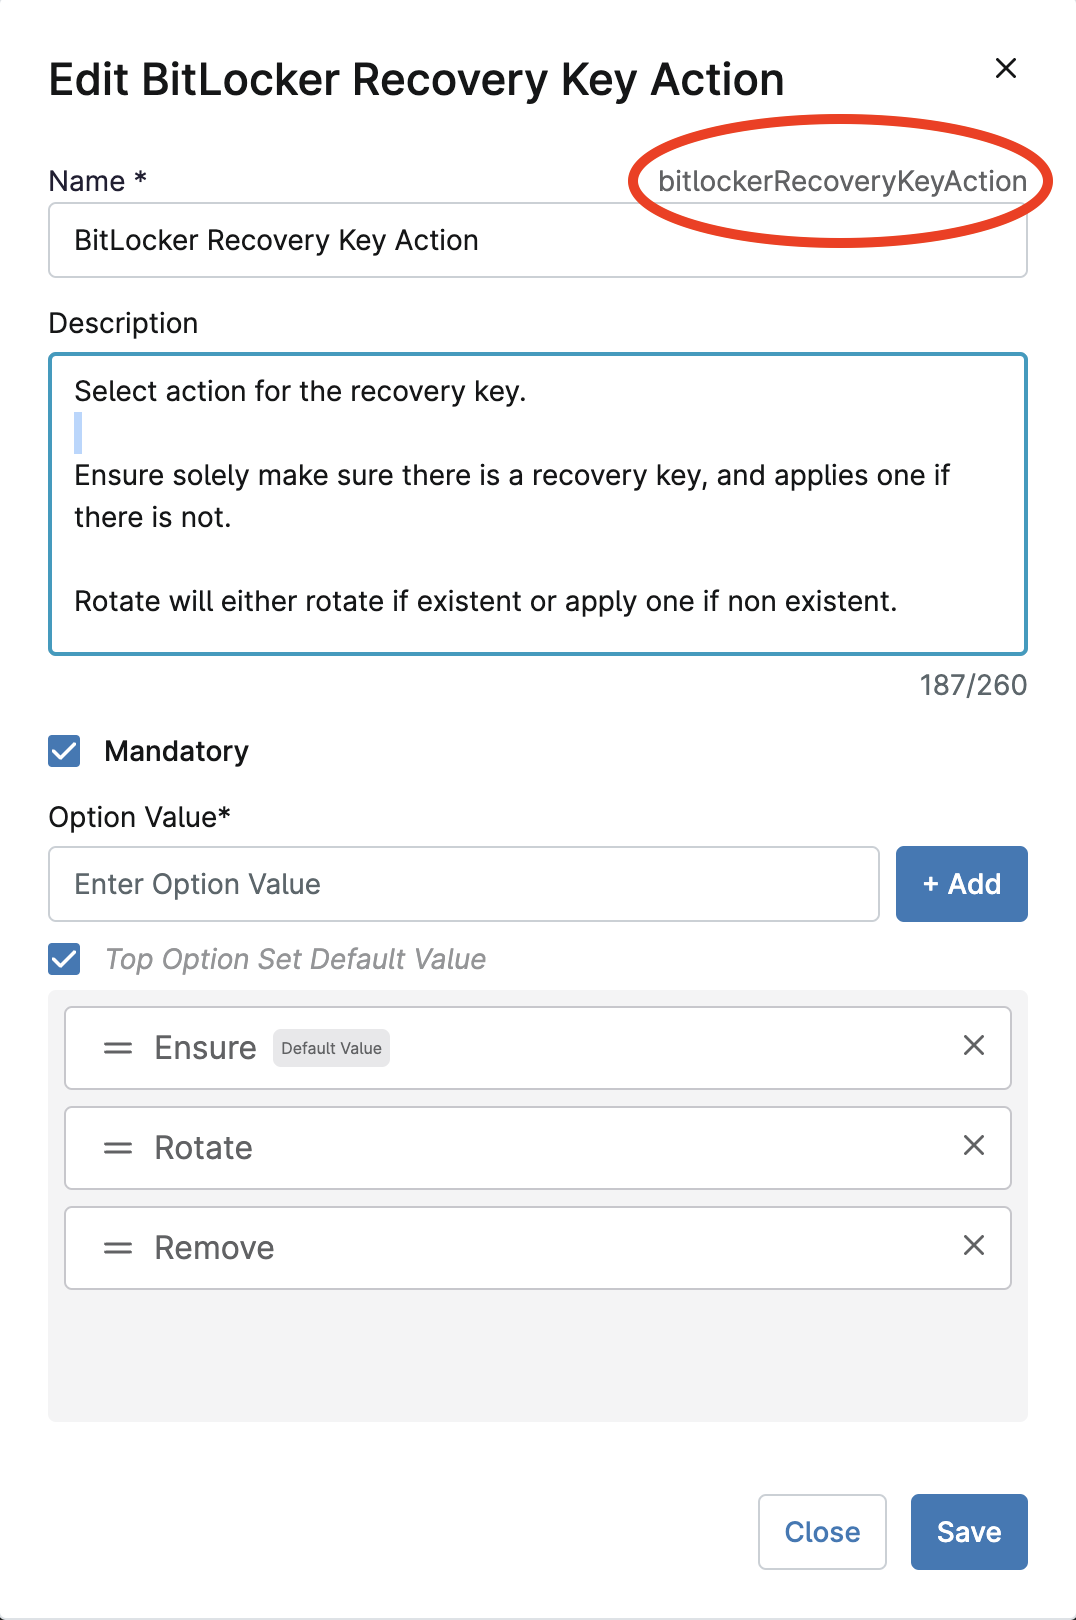 Edit BitLocker Recovery Key Action
Name * bitlockerRecoveryKeyAction
BitLocker Recovery Key Action
Description
Select action for the recovery key.
Ensure solely make sure there is a recovery key, and applies one if
there is not.
Rotate will either rotate if existent or apply one if non existent.
187/260
Mandatory
Option Value*
Enter Option Value
+ Add
Top Option Set Default Value
Ensure Default Value
Rotate
Remove
Close Save